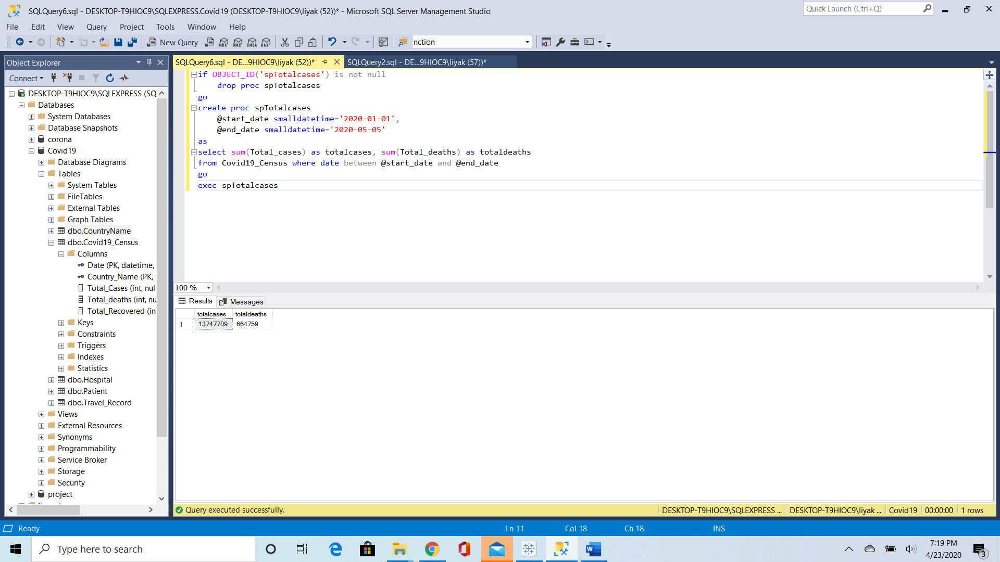 SQLQuery6.sql - DESKTOP-T9HIOC9\SQLEXPRESS.Covid19 (DESKTOP-T9HIOC9\liyak (52))* - Microsoft SQL Server Management Studio
Quick Launch (Ctrl+Q)
File Edit View Query Project Tools Window Help
New Query MDX DMX XMLA DAX nction
Object Explorer
Connect
DESKTOP-T9HIOC9\SQLEXPRESS (SQ
Databases
System Databases
Database Snapshots
corona
Covid19
Database Diagrams
Tables
System Tables
FileTables
External Tables
Graph Tables
dbo.CountryName
dbo.Covid19_Census
Columns
Date (PK, datetime,
Country_Name (PK,
Total_Cases (int, null
Total_deaths (int, nu
Total_Recovered (in
Keys
Constraints
Triggers
Indexes
Statistics
dbo.Hospital
dbo.Patient
dbo.Travel_Record
Views
External Resources
Synonyms
Programmability
Service Broker
Storage
Security
project
SQLQuery6.sql - DE...9HIOC9\liyak (52))* SQLQuery2.sql - DE...9HIOC9\liyak (57))*
if OBJECT_ID('spTotalcases') is not null
drop proc spTotalcases
go
create proc spTotalcases
@start_date smalldatetime='2020-01-01',
@end_date smalldatetime='2020-05-05'
as
select sum(Total_cases) as totalcases, sum(Total_deaths) as totaldeaths
from Covid19_Census where date between @start_date and @end_date
go
exec spTotalcases
100 %
Results Messages
totalcases totaldeaths
1 13747709 664759
Query executed successfully. DESKTOP-T9HIOC9\SQLEXPRESS ... DESKTOP-T9HIOC9\liyak ... Covid19 00:00:00 1 rows
Ready Ln 11 Col 18 Ch 18 INS
Type here to search
7:19 PM
4/23/2020
3